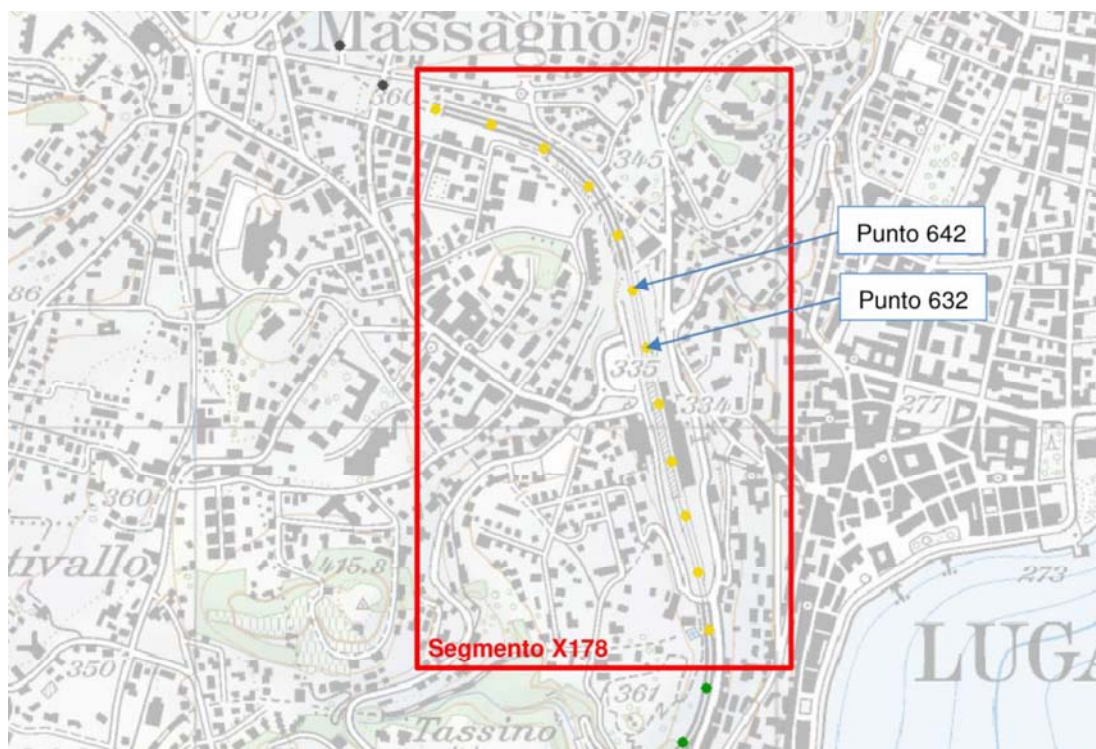 Massagno
360
345
Punto 642
86
Punto 632
335
334
277
360
tivallo
415.8
273
Segmento X178
LUGA
350
361
Tassino